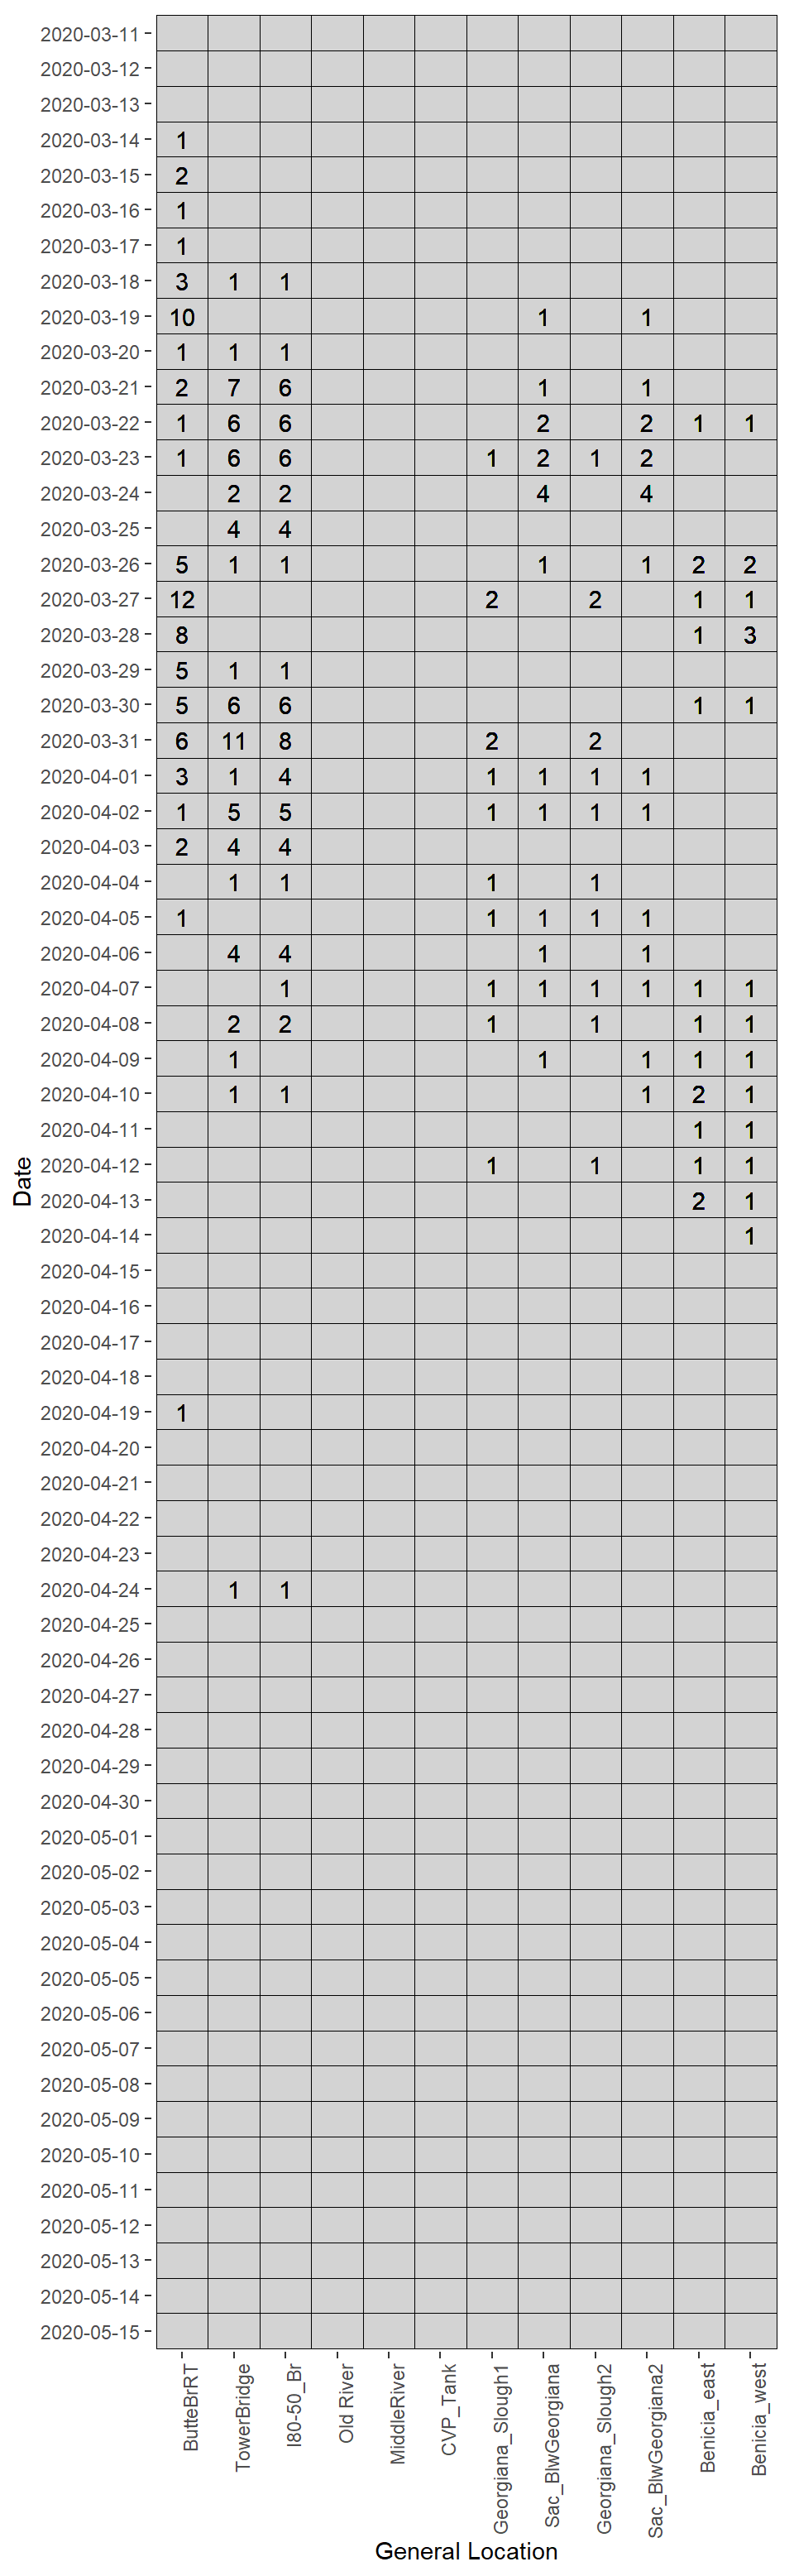 2020-03-11
2020-03-12
2020-03-13
2020-03-14 1
2020-03-15 2
2020-03-16 1
2020-03-17 1
2020-03-18 3 1 1
2020-03-19 10 1 1
2020-03-20 1 1 1
2020-03-21 2 7 6 1 1
2020-03-22 1 6 6 2 2 1 1
2020-03-23 1 6 6 1 2 1 2
2020-03-24 2 2 4 4
2020-03-25 4 4
2020-03-26 5 1 1 1 1 2 2
2020-03-27 12 2 2 1 1
2020-03-28 8 1 3
2020-03-29 5 1 1
2020-03-30 5 6 6 1 1
2020-03-31 6 11 8 2 2
2020-04-01 3 1 4 1 1 1 1
2020-04-02 1 5 5 1 1 1 1
2020-04-03 2 4 4
2020-04-04 1 1 1 1
2020-04-05 1 1 1 1 1
2020-04-06 4 4 1 1
2020-04-07 1 1 1 1 1 1 1
2020-04-08 2 2 1 1 1 1
2020-04-09 1 1 1 1 1
2020-04-10 1 1 1 2 1
2020-04-11 1 1
2020-04-12 1 1 1 1
2020-04-13 2 1
2020-04-14 1
2020-04-15
2020-04-16
2020-04-17
2020-04-18
2020-04-19 1
2020-04-20
2020-04-21
2020-04-22
2020-04-23
2020-04-24 1 1
2020-04-25
2020-04-26
2020-04-27
2020-04-28
2020-04-29
2020-04-30
2020-05-01
2020-05-02
2020-05-03
2020-05-04
2020-05-05
2020-05-06
2020-05-07
2020-05-08
2020-05-09
2020-05-10
2020-05-11
2020-05-12
2020-05-13
2020-05-14
2020-05-15
Date
ButteBrRT
TowerBridge
I80-50_Br
Old River
MiddleRiver
CVP_Tank
Georgiana_Slough1
Sac_BlwGeorgiana
Georgiana_Slough2
Sac_BlwGeorgiana2
Benicia_east
Benicia_west
General Location